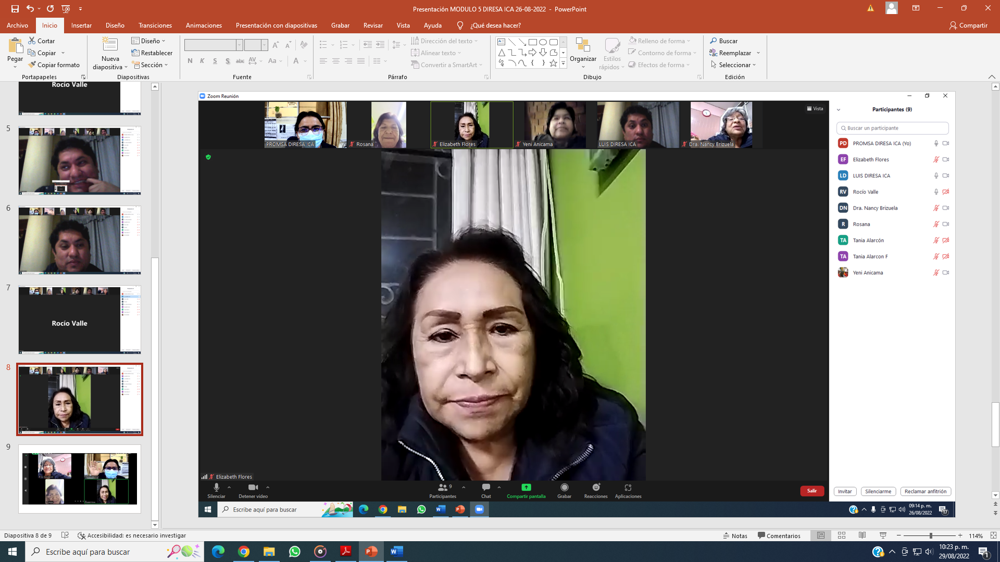 Presentación MODULO 5 DIRESA ICA 26-08-2022 - PowerPoint
Archivo Inicio Insertar Diseño Transiciones Animaciones Presentación con diapositivas Grabar Revisar Vista Ayuda ¿Qué desea hacer? Compartir
Pegar
Cortar
Copiar
Copiar formato
Portapapeles
Nueva diapositiva
Diseño
Restablecer
Sección
Diapositivas
N K S S abc AV Aa A
Fuente
Dirección del texto
Alinear texto
Convertir a SmartArt
Párrafo
Organizar
Estilos rápidos
Relleno de forma
Contorno de forma
Efectos de forma
Dibujo
Buscar
Reemplazar
Seleccionar
Edición
Rocío Valle
5
6
7
Rocío Valle
8
9
Zoom Reunión
PROMSA DIRESA ICA
Rosana
Elizabeth Flores
Yeni Anicama
LUIS DIRESA ICA
Dra. Nancy Brizuela
Vista
Elizabeth Flores
Participantes (9)
Buscar un participante
PD PROMSA DIRESA ICA (Yo)
EF Elizabeth Flores
LD LUIS DIRESA ICA
RV Rocío Valle
DN Dra. Nancy Brizuela
R Rosana
TA Tania Alarcón
TA Tania Alarcon F
Yeni Anicama
Silenciar Detener video Participantes 9 Chat Compartir pantalla Grabar Reacciones Aplicaciones Salir
Invitar Silenciarme Reclamar anfitrión
Escribe aquí para buscar
09:14 p. m.
26/08/2022
17
Diapositiva 8 de 9 Accesibilidad: es necesario investigar Notas Comentarios 114%
Escribe aquí para buscar
10:23 p. m.
29/08/2022
1